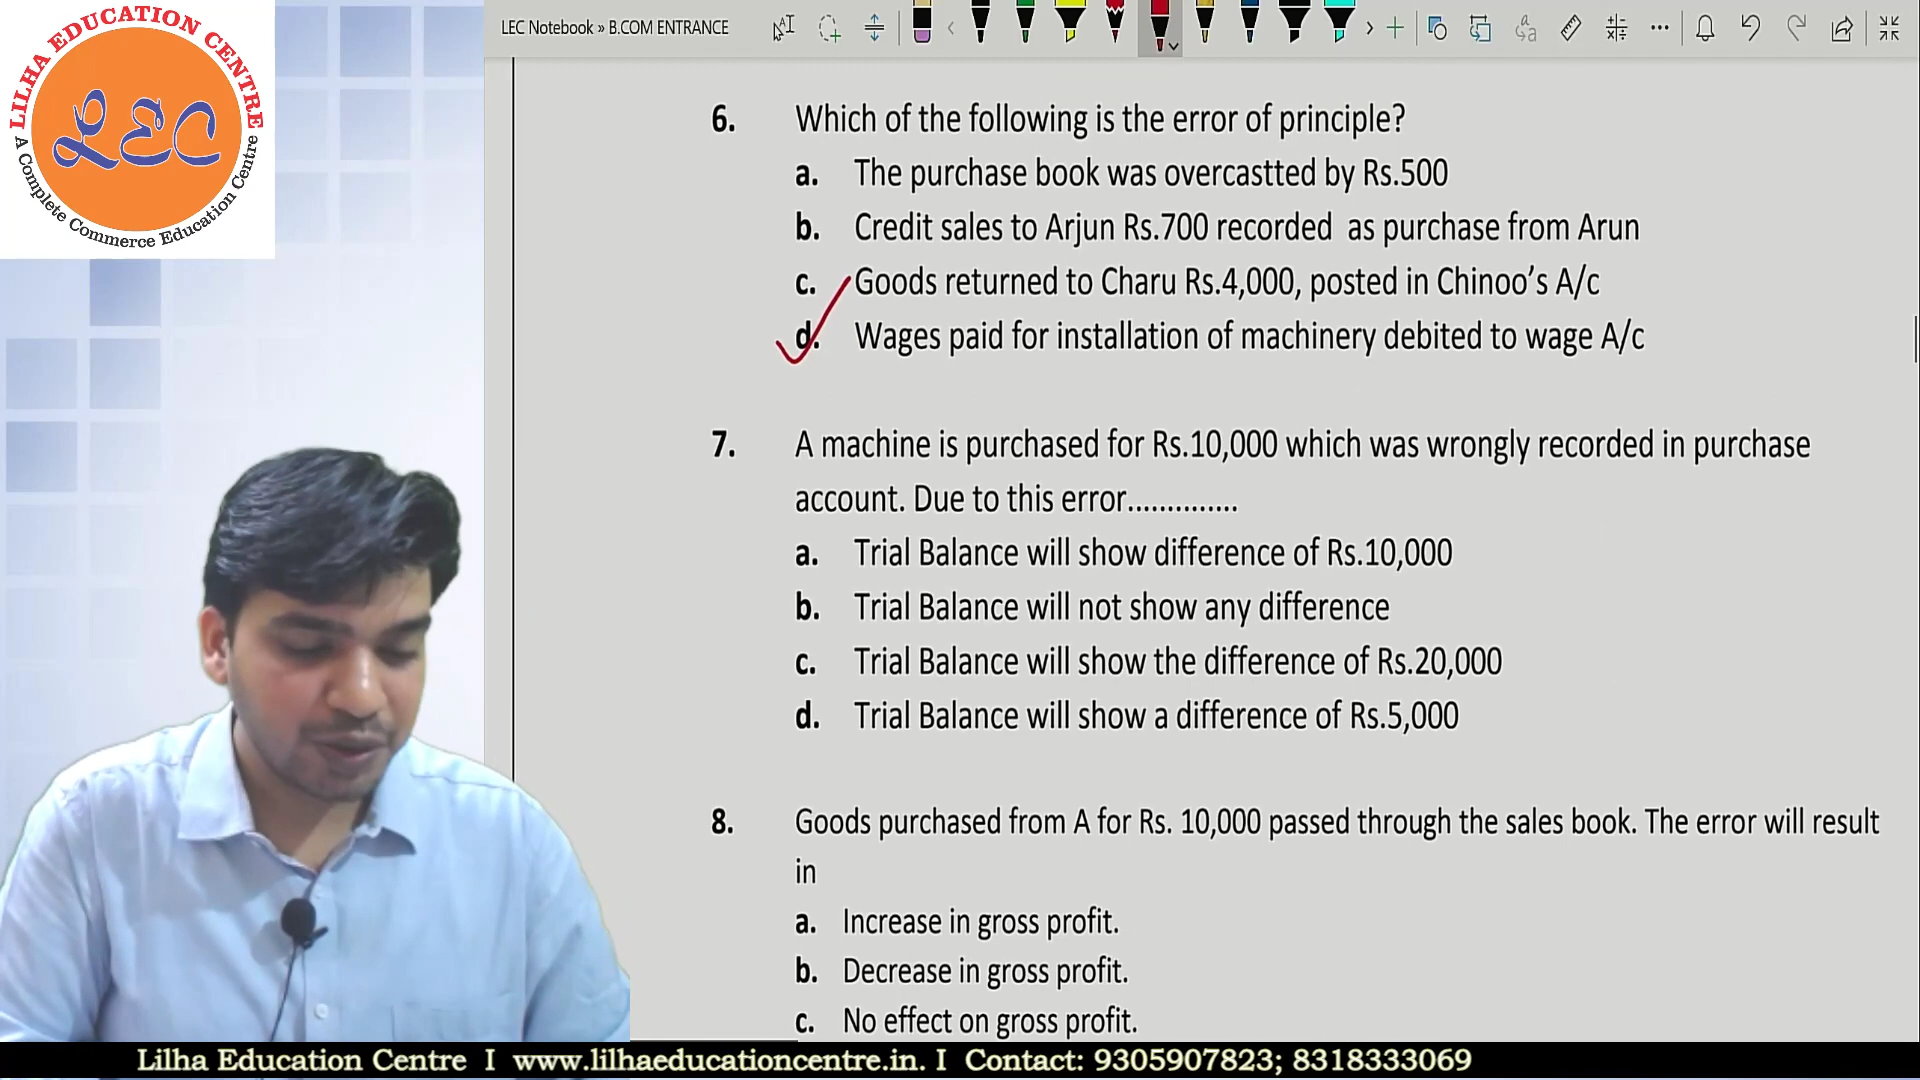 LILHA EDUCATION CENTRE
LEC
A Complete Commerce Education Centre
LEC Notebook » B.COM ENTRANCE
6. Which of the following is the error of principle?
a. The purchase book was overcastted by Rs.500
b. Credit sales to Arjun Rs.700 recorded as purchase from Arun
c. Goods returned to Charu Rs.4,000, posted in Chinoo’s A/c
d. Wages paid for installation of machinery debited to wage A/c
7. A machine is purchased for Rs.10,000 which was wrongly recorded in purchase
account. Due to this error..............
a. Trial Balance will show difference of Rs.10,000
b. Trial Balance will not show any difference
c. Trial Balance will show the difference of Rs.20,000
d. Trial Balance will show a difference of Rs.5,000
8. Goods purchased from A for Rs. 10,000 passed through the sales book. The error will result
in
a. Increase in gross profit.
b. Decrease in gross profit.
c. No effect on gross profit.
Lilha Education Centre I www.lilhaeducationcentre.in. I Contact: 9305907823; 8318333069